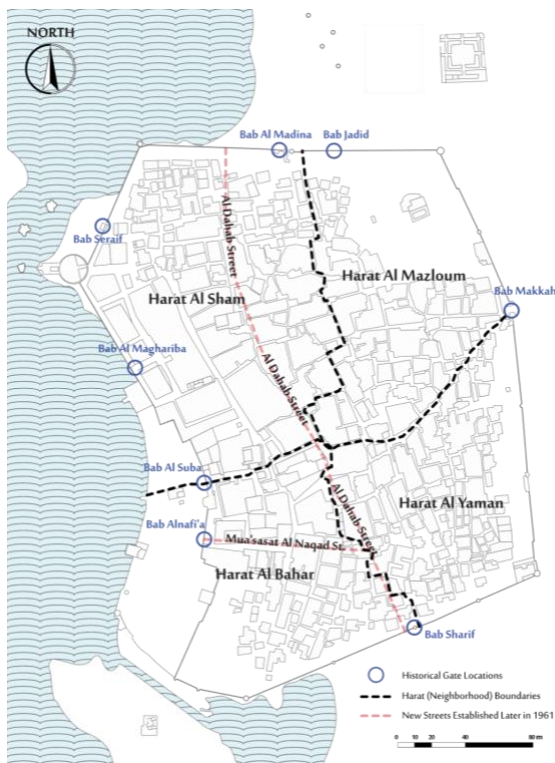 NORTH
Bab Al Madina
Bab Jadid
Al Dahab Street
Bab Seraif
Harat Al Mazloum
Bab Makkah
Harat Al Sham
Bab Al Maghariba
Al Dahab Street
Bab Al Suba
Al Dahab Street
Harat Al Yaman
Bab Alnafi'a
Mua'sasat Al Naqad St.
Harat Al Bahar
Bab Sharif
Historical Gate Locations
Harat (Neighborhood) Boundaries
New Streets Established Later in 1961
0 10 20 40 80 m